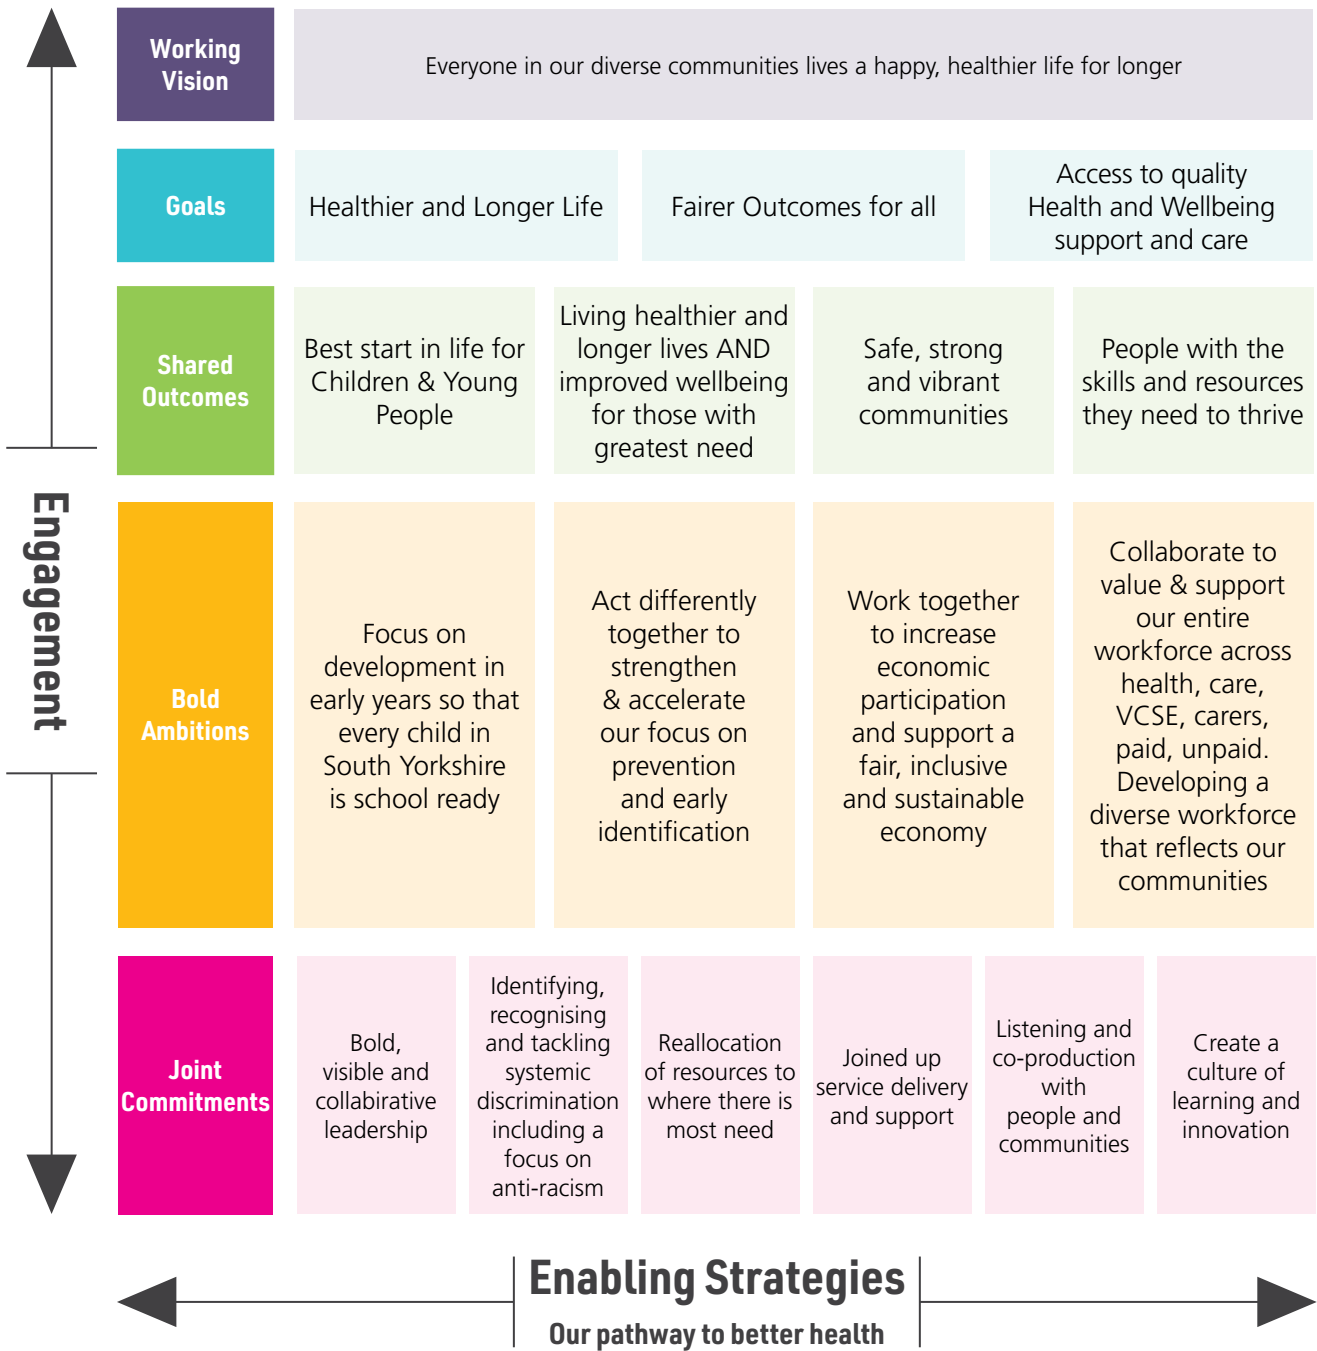 Working
Vision
Everyone in our diverse communities lives a happy, healthier life for longer
Goals
Healthier and Longer Life
Fairer Outcomes for all
Access to quality
Health and Wellbeing
support and care
Shared
Outcomes
Best start in life for
Children & Young
People
Living healthier and
longer lives AND
improved wellbeing
for those with
greatest need
Safe, strong
and vibrant
communities
People with the
skills and resources
they need to thrive
Engagement
Bold
Ambitions
Focus on
development in
early years so that
every child in
South Yorkshire
is school ready
Act differently
together to
strengthen
& accelerate
our focus on
prevention
and early
identification
Work together
to increase
economic
participation
and support a
fair, inclusive
and sustainable
economy
Collaborate to
value & support
our entire
workforce across
health, care,
VCSE, carers,
paid, unpaid.
Developing a
diverse workforce
that reflects our
communities
Joint
Commitments
Bold,
visible and
collabirative
leadership
Identifying,
recognising
and tackling
systemic
discrimination
including a
focus on
anti-racism
Reallocation
of resources to
where there is
most need
Joined up
service delivery
and support
Listening and
co-production
with
people and
communities
Create a
culture of
learning and
innovation
Enabling Strategies
Our pathway to better health